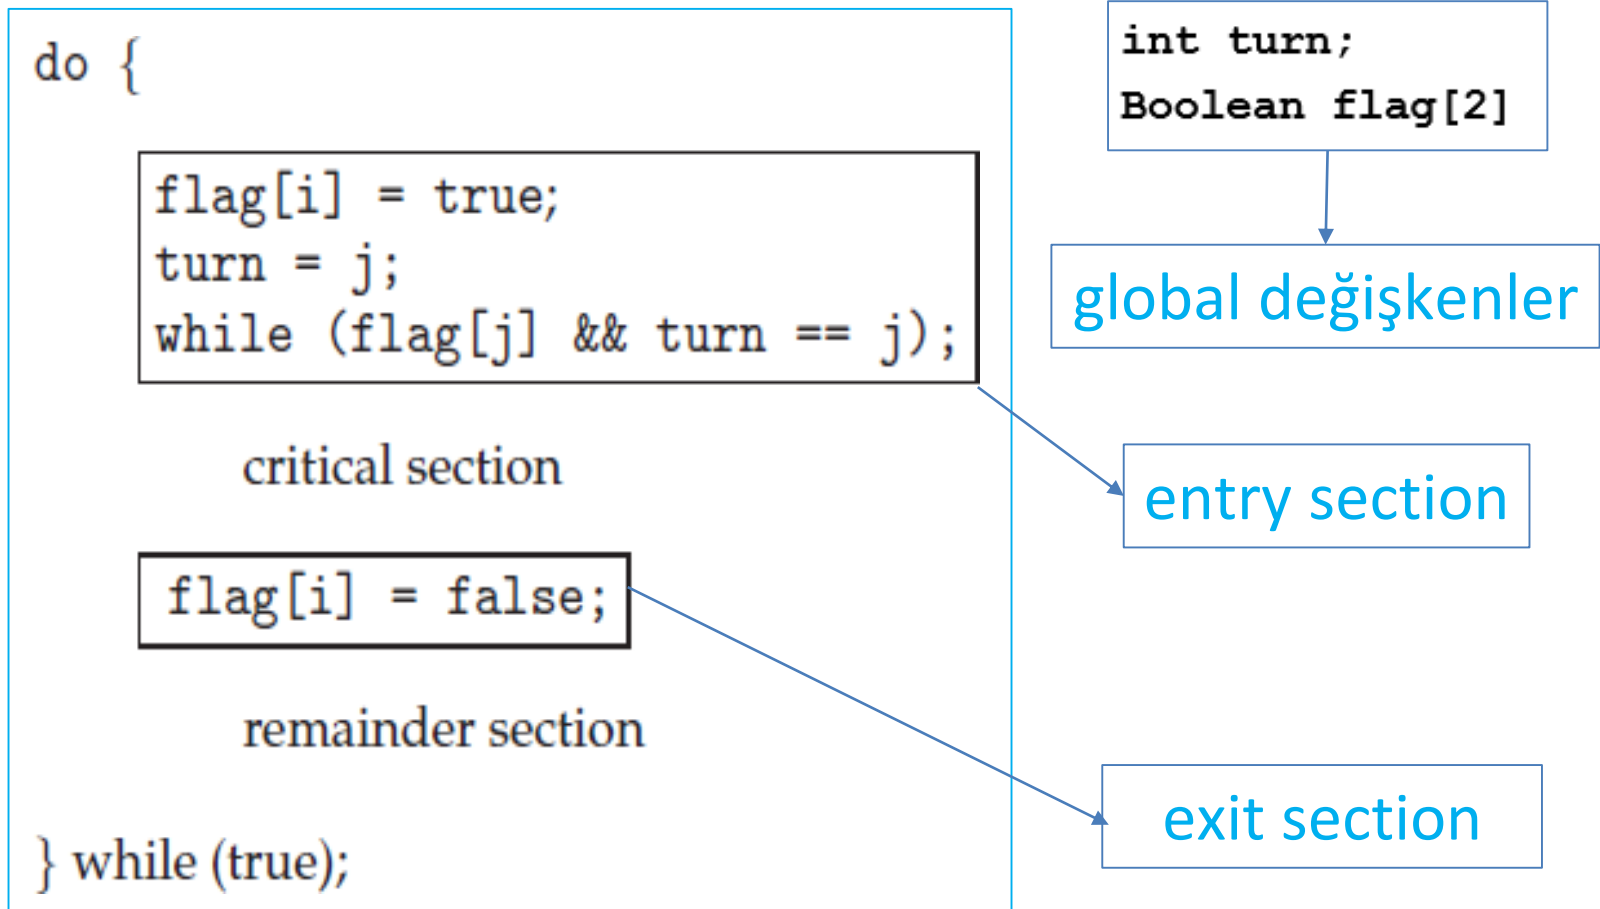 do {
flag[i] = true;
turn = j;
while (flag[j] && turn == j);
critical section
flag[i] = false;
remainder section
} while (true);
int turn;
Boolean flag[2]
global değişkenler
entry section
exit section